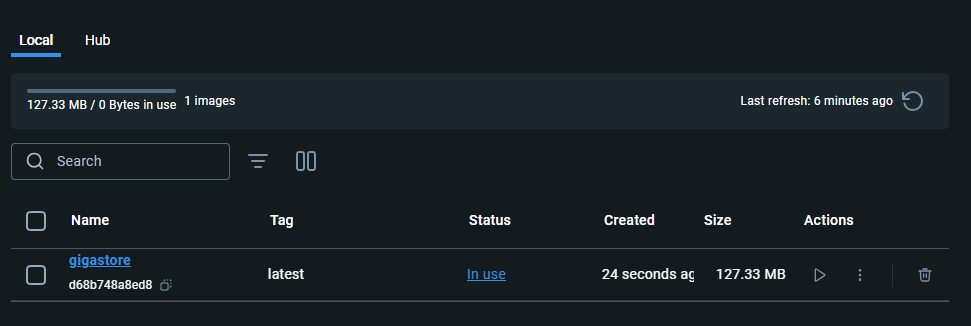 Local Hub
127.33 MB / 0 Bytes in use 1 images Last refresh: 6 minutes ago
Search
Name Tag Status Created Size Actions
gigastore
d68b748a8ed8 latest In use 24 seconds ag 127.33 MB